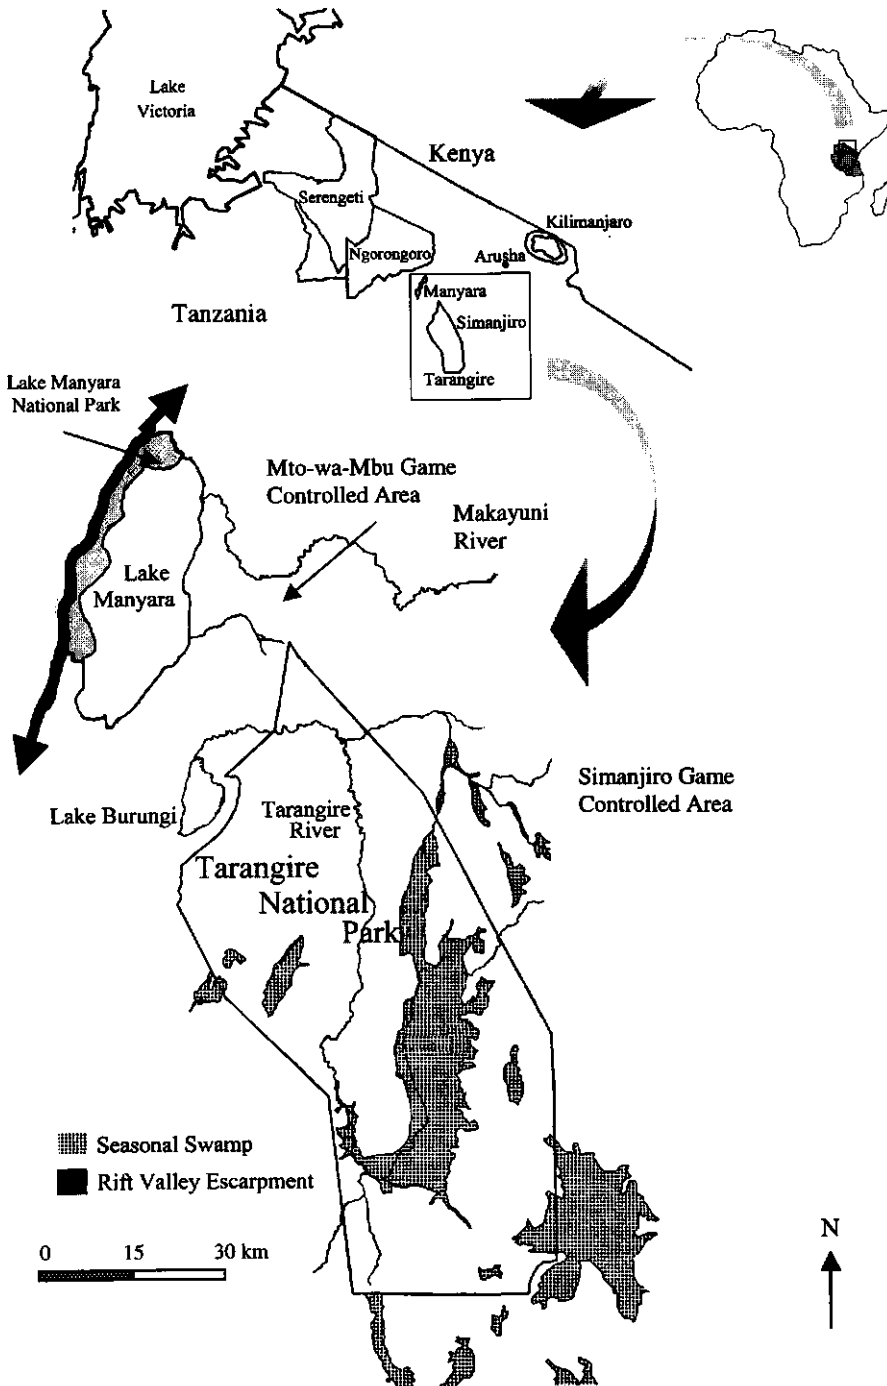 Lake
Victoria
Kenya
Serengeti
Kilimanjaro
Ngorongoro
Arusha
Manyara
Tanzania
Simanjiro
Tarangire
Lake Manyara
National Park
Mto-wa-Mbu Game
Controlled Area
Makayuni
River
Lake
Manyara
Simanjiro Game
Controlled Area
Lake Burungi
Tarangire
River
Tarangire
National
Park
Seasonal Swamp
Rift Valley Escarpment
0 15 30 km
N